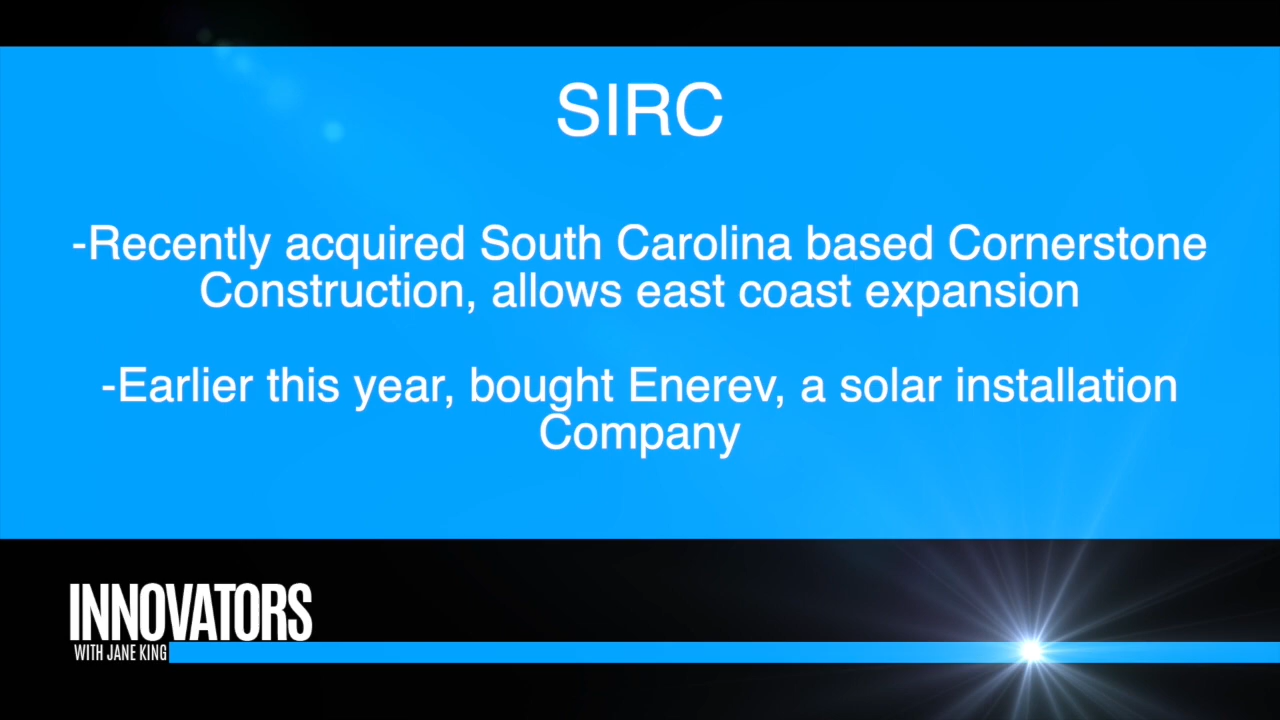 SIRC
-Recently acquired South Carolina based Cornerstone
Construction, allows east coast expansion
-Earlier this year, bought Enerev, a solar installation
Company
INNOVATORS
WITH JANE KING